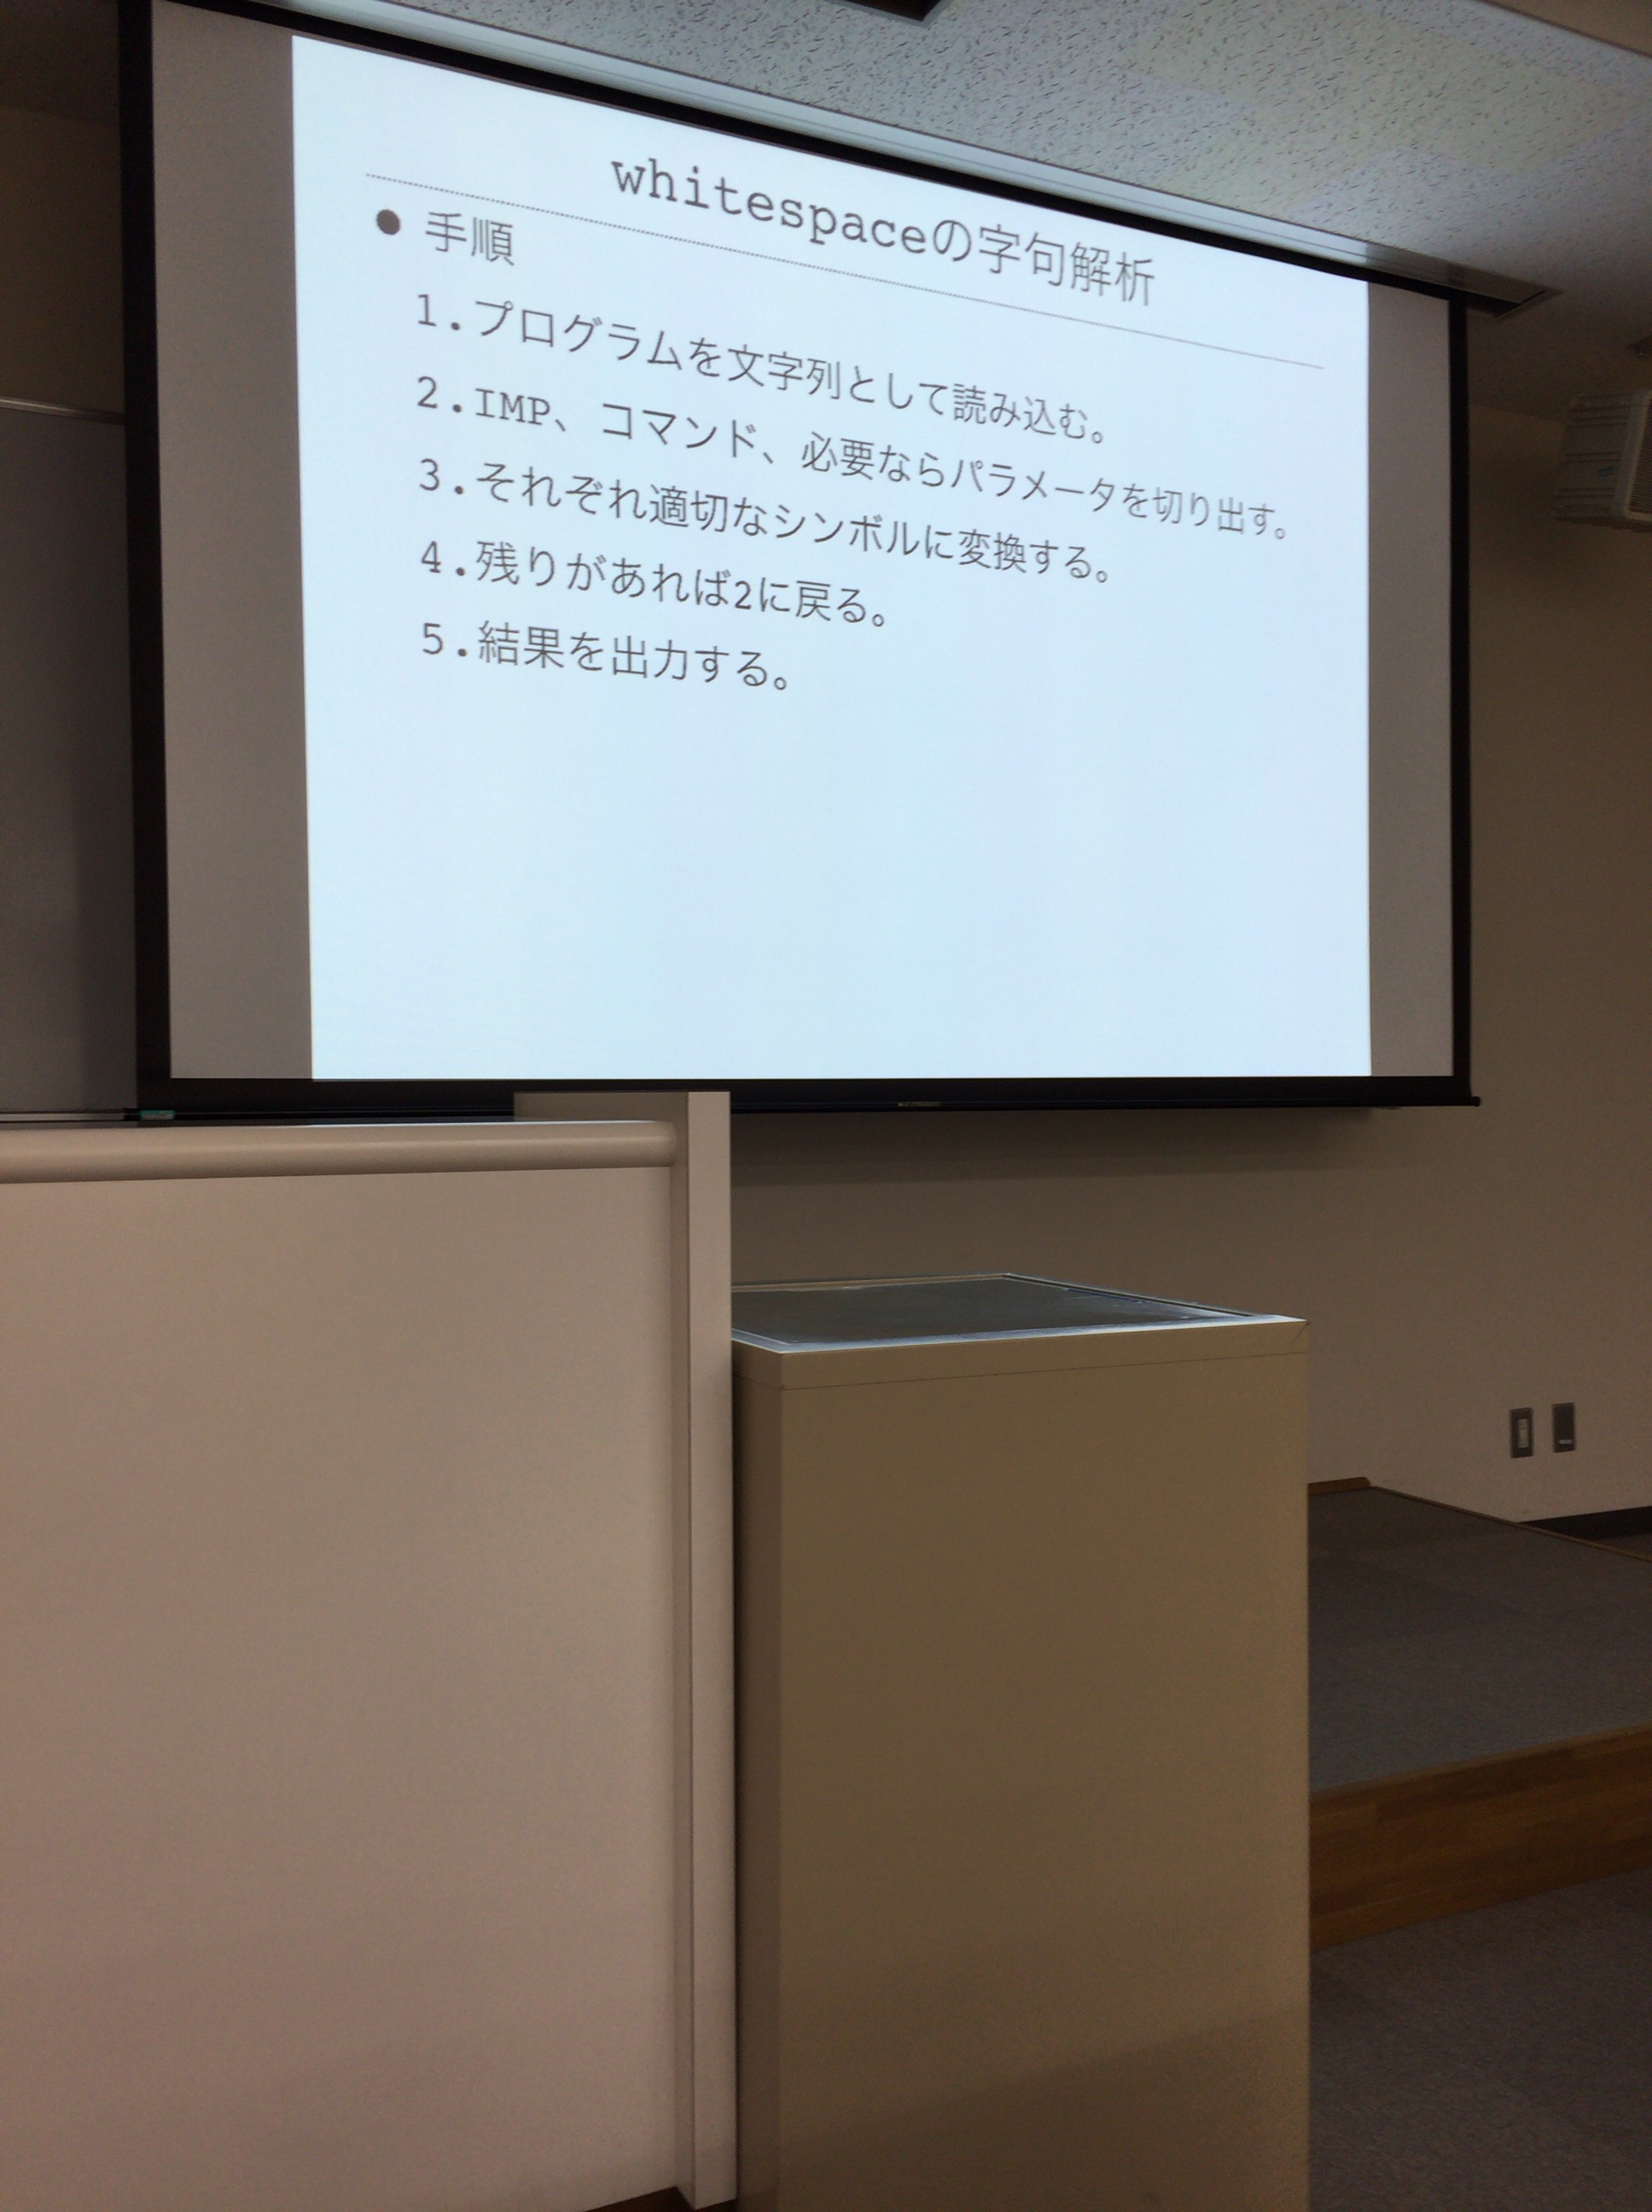 whitespaceの字句解析
● 手順
1.プログラムを文字列として読み込む。
2.IMP、コマンド、必要ならパラメータを切り出す。
3.それぞれ適切なシンボルに変換する。
4.残りがあれば2に戻る。
5.結果を出力する。